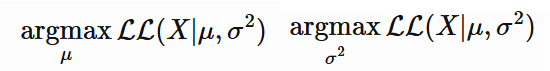 argmax ℒℒ(X|μ, σ²) argmax ℒℒ(X|μ, σ²)
μ σ²